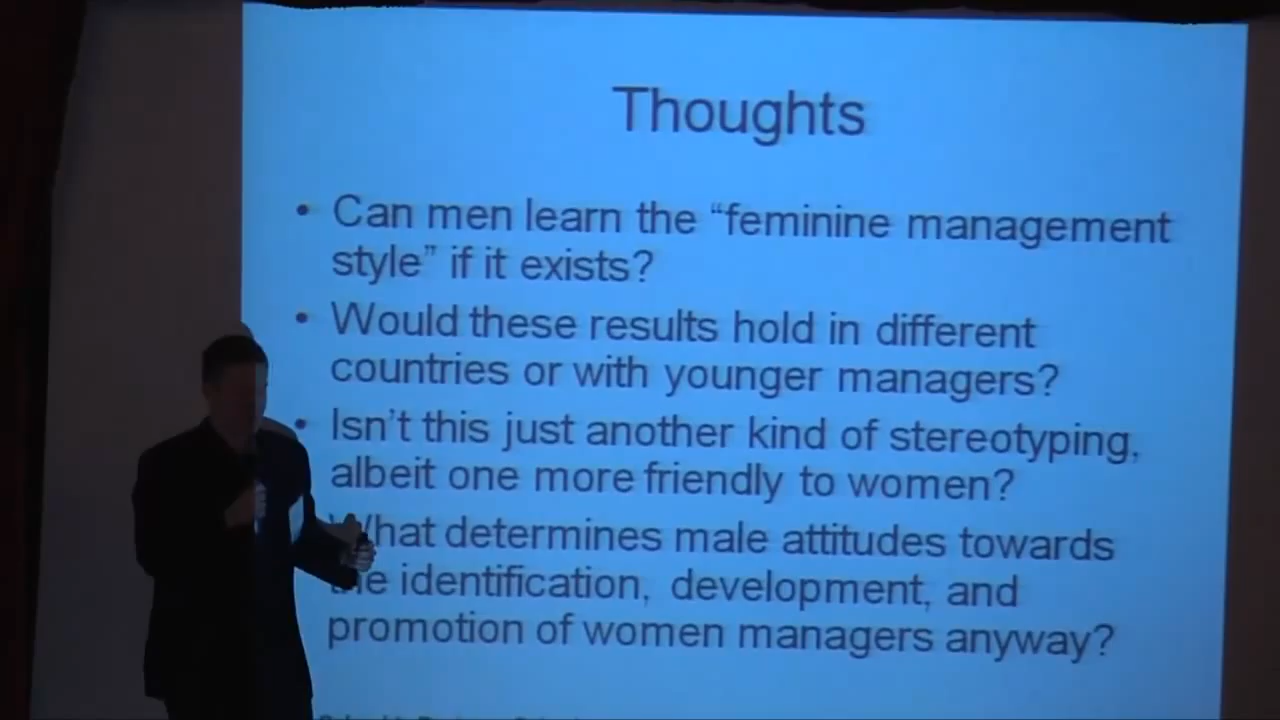 Thoughts
• Can men learn the “feminine management
style” if it exists?
• Would these results hold in different
countries or with younger managers?
• Isn’t this just another kind of stereotyping,
albeit one more friendly to women?
What determines male attitudes towards
the identification, development, and
promotion of women managers anyway?